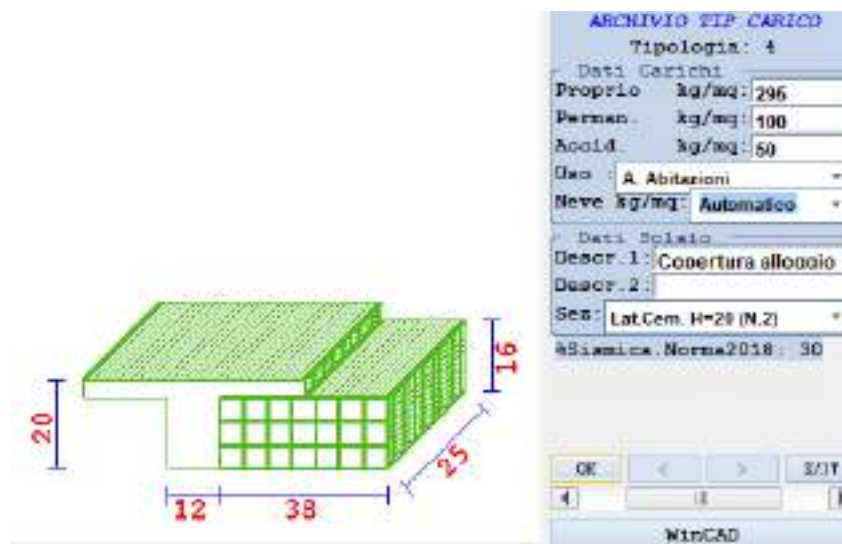 ARCHIVIO TIP CARICO
Tipologia: 4
Dati Carichi
Proprio kg/mq: 296
Perman. kg/mq: 100
Accid. kg/mq: 50
Uso : A. Abitazioni
Neve kg/mq: Automatico
Dati Solaio
Descr.1: Copertura alloggio
Descr.2:
Sez: Lat.Cem. H=20 (N.2)
%Sismica.Norma2018: 30
20
16
25
12 38
OK < >
WinCAD